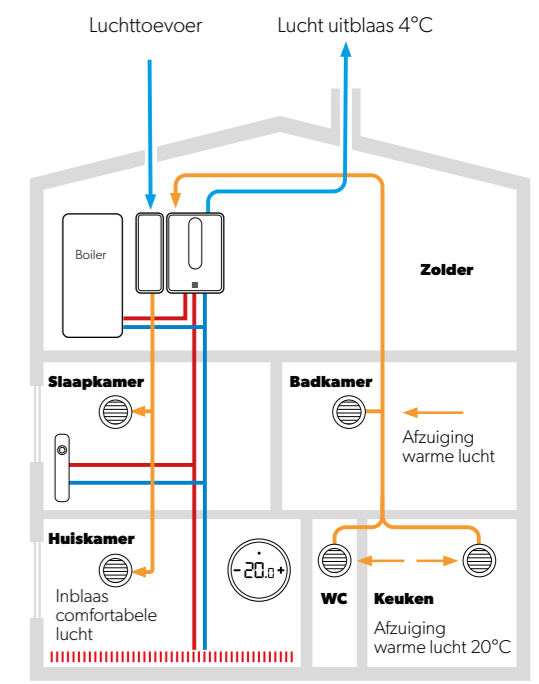 Luchttoevoer
Lucht uitblaas 4°C
Boiler
Zolder
Slaapkamer
Badkamer
Afzuiging
warme lucht
Huiskamer
Inblaas
comfortabele
lucht
-20.0+
WC
Keuken
Afzuiging
warme lucht 20°C